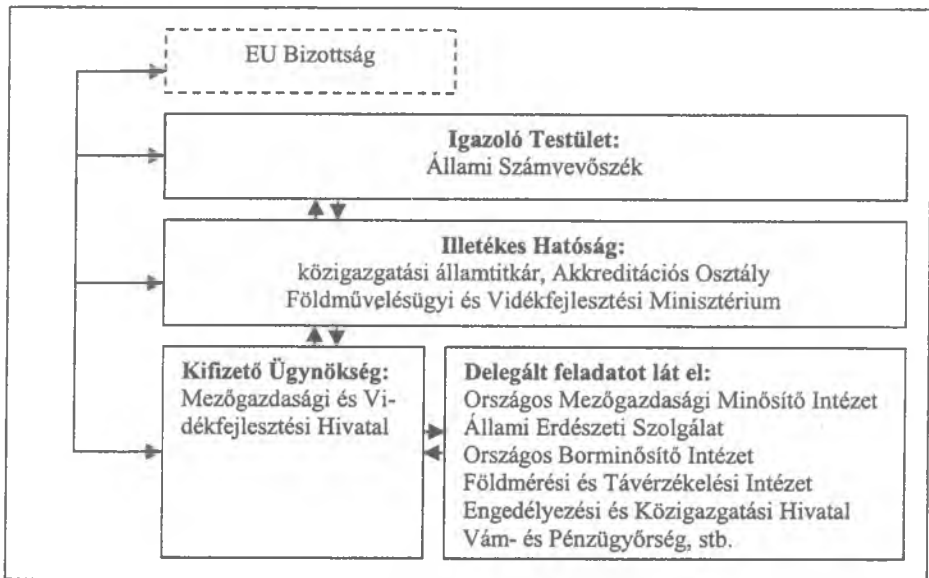 EU Bizottság
Igazoló Testület:
Állami Számvevőszék
Illetékes Hatóság:
közigazgatási államtitkár, Akkreditációs Osztály
Földművelésügyi és Vidékfejlesztési Minisztérium
Kifizető Ügynökség:
Mezőgazdasági és Vi-
dékfejlesztési Hivatal
Delegált feladatot lát el:
Országos Mezőgazdasági Minősítő Intézet
Állami Erdészeti Szolgálat
Országos Borminősítő Intézet
Földmérési és Távérzékelési Intézet
Engedélyezési és Közigazgatási Hivatal
Vám- és Pénzügyőrség, stb.